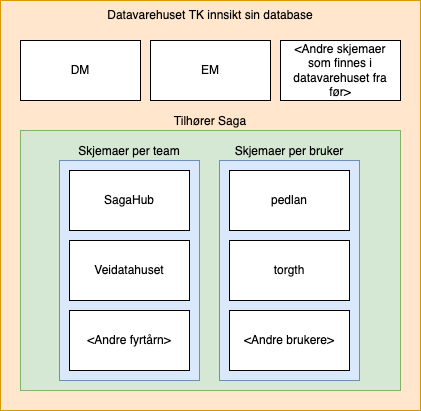 Datavarehuset TK innsikt sin database
DM
EM
<Andre skjemaer
som finnes i
datavarehuset fra
før>
Tilhører Saga
Skjemaer per team
Skjemaer per bruker
SagaHub
pedlan
Veidatahuset
torgth
<Andre fyrtårn>
<Andre brukere>